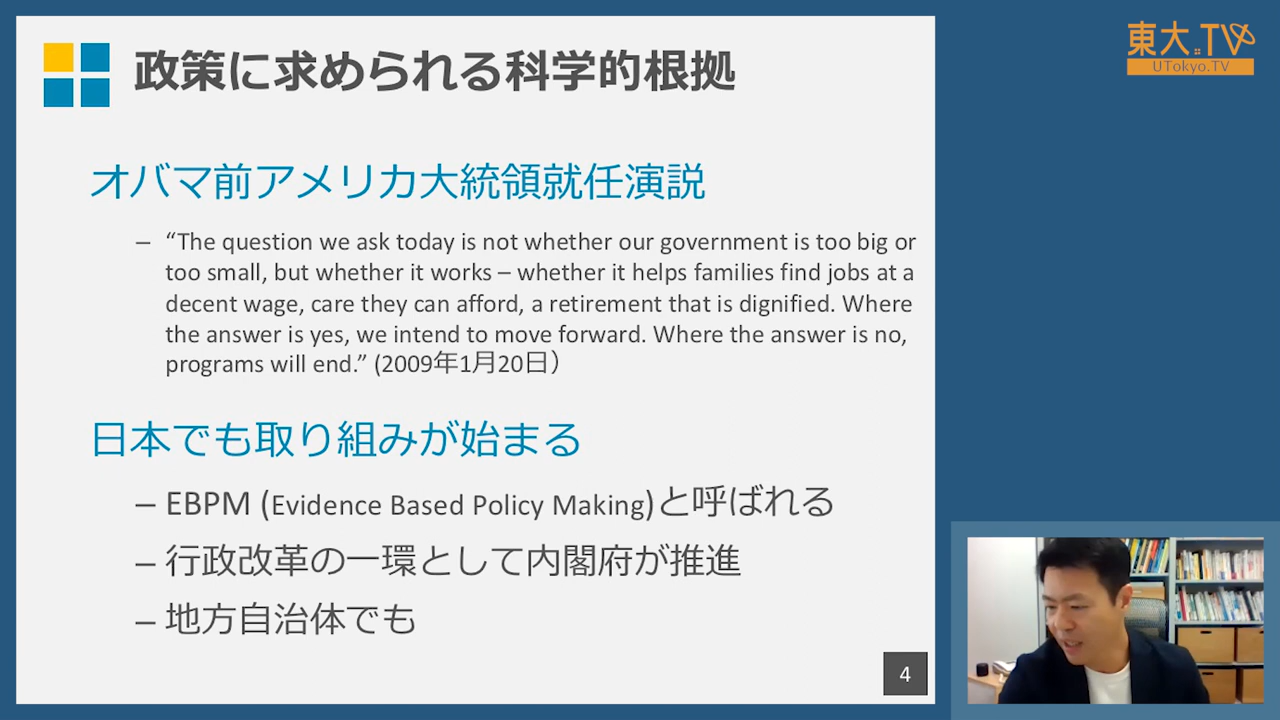 政策に求められる科学的根拠
東大.TV
UTokyo.TV
オバマ前アメリカ大統領就任演説
– “The question we ask today is not whether our government is too big or
too small, but whether it works – whether it helps families find jobs at a
decent wage, care they can afford, a retirement that is dignified. Where
the answer is yes, we intend to move forward. Where the answer is no,
programs will end.” (2009年1月20日）
日本でも取り組みが始まる
– EBPM (Evidence Based Policy Making)と呼ばれる
– 行政改革の一環として内閣府が推進
– 地方自治体でも
4